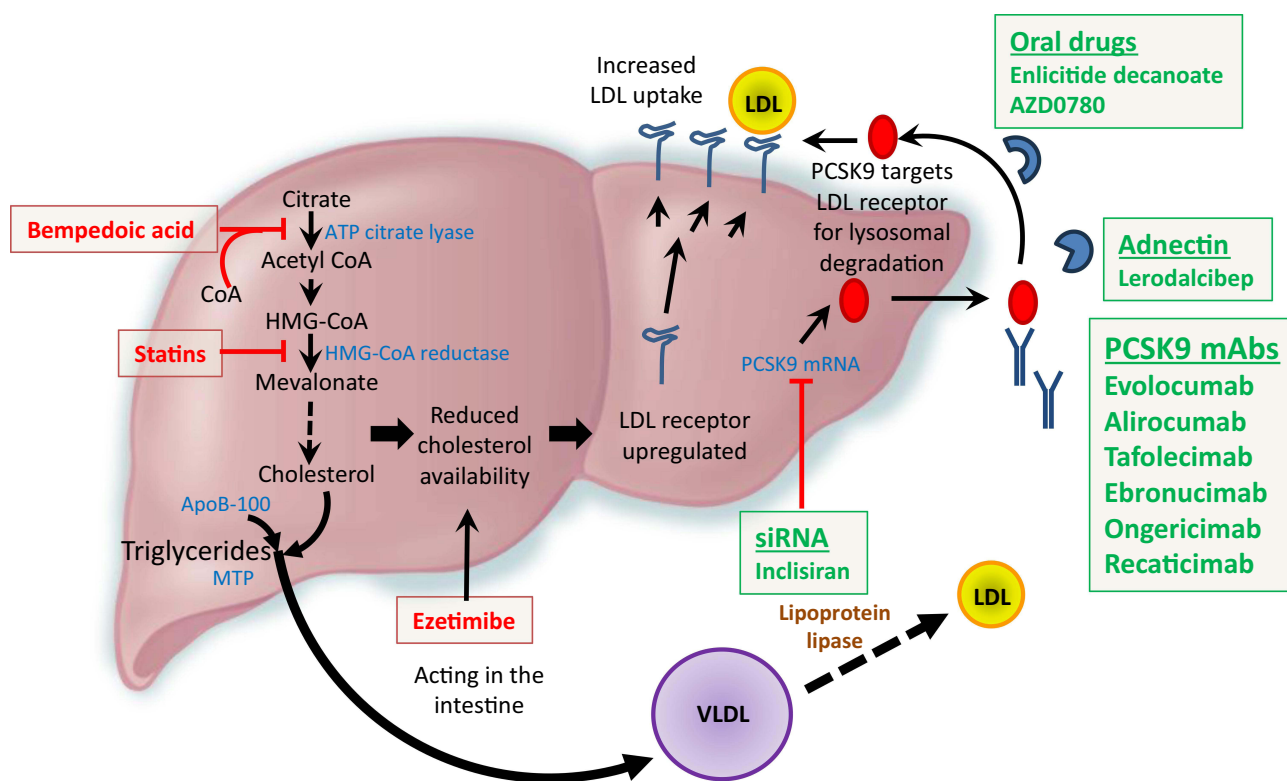 Oral drugs
Enlicitide decanoate
AZD0780
Increased
LDL uptake
LDL
PCSK9 targets
LDL receptor
for lysosomal
degradation
Citrate
Bempedoic acid
ATP citrate lyase
Acetyl CoA
CoA
HMG-CoA
Statins
HMG-CoA reductase
Mevalonate
Cholesterol
ApoB-100
Triglycerides
MTP
Reduced
cholesterol
availability
LDL receptor
upregulated
PCSK9 mRNA
Adnectin
Lerodalcibep
PCSK9 mAbs
Evolocumab
Alirocumab
Tafolecimab
Ebronucimab
Ongericimab
Recaticimab
siRNA
Inclisiran
Ezetimibe
Acting in the
intestine
Lipoprotein
lipase
LDL
VLDL